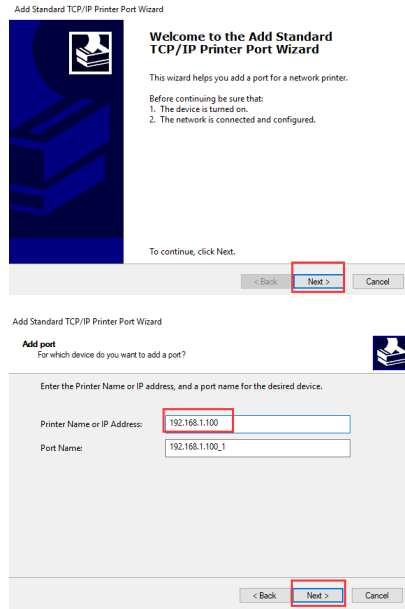 Add Standard TCP/IP Printer Port Wizard
Welcome to the Add Standard
TCP/IP Printer Port Wizard
This wizard helps you add a port for a network printer.
Before continuing be sure that:
1. The device is turned on.
2. The network is connected and configured.
To continue, click Next.
< Back Next > Cancel
Add Standard TCP/IP Printer Port Wizard
Add port
For which device do you want to add a port?
Enter the Printer Name or IP address, and a port name for the desired device.
Printer Name or IP Address: 192.168.1.100
Port Name: 192.168.1.100_1
< Back Next > Cancel